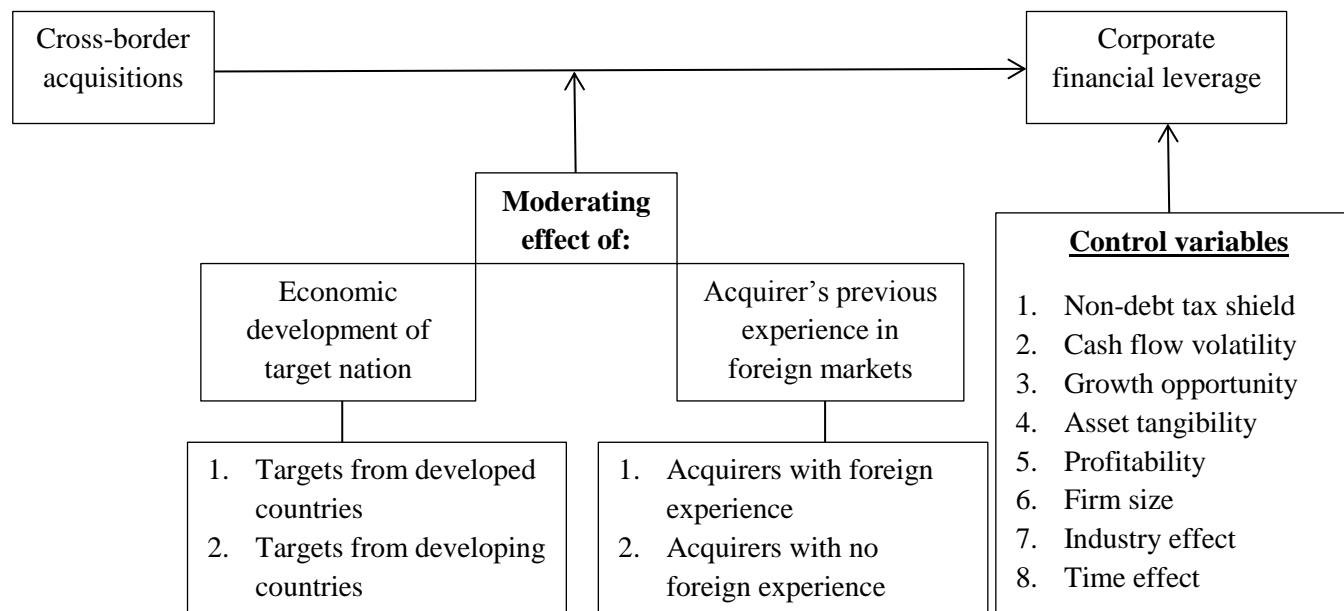 Cross-border
acquisitions
Corporate
financial leverage
Moderating
effect of:
Economic
development of
target nation
Acquirer’s previous
experience in
foreign markets
1. Targets from developed
countries
2. Targets from developing
countries
1. Acquirers with foreign
experience
2. Acquirers with no
foreign experience
Control variables
1. Non-debt tax shield
2. Cash flow volatility
3. Growth opportunity
4. Asset tangibility
5. Profitability
6. Firm size
7. Industry effect
8. Time effect